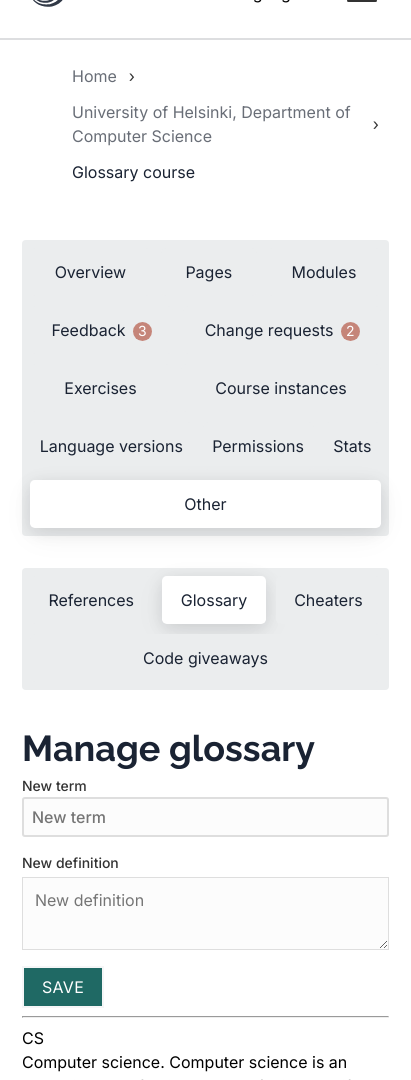 Home ›
University of Helsinki, Department of ›
Computer Science
Glossary course
Overview Pages Modules
Feedback 3 Change requests 2
Exercises Course instances
Language versions Permissions Stats
Other
References Glossary Cheaters
Code giveaways
Manage glossary
New term
New term
New definition
New definition
SAVE
CS
Computer science. Computer science is an